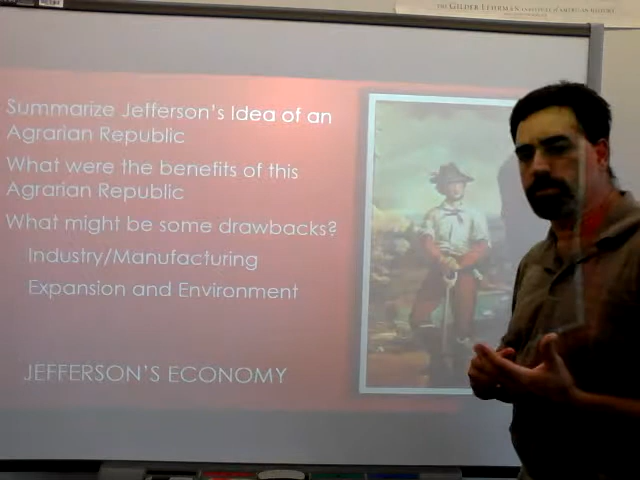 THE GILDER LEHRMAN INSTITUTE of AMERICAN HISTORY
Summarize Jefferson's Idea of an
Agrarian Republic
What were the benefits of this
Agrarian Republic
What might be some drawbacks?
Industry/Manufacturing
Expansion and Environment
JEFFERSON'S ECONOMY